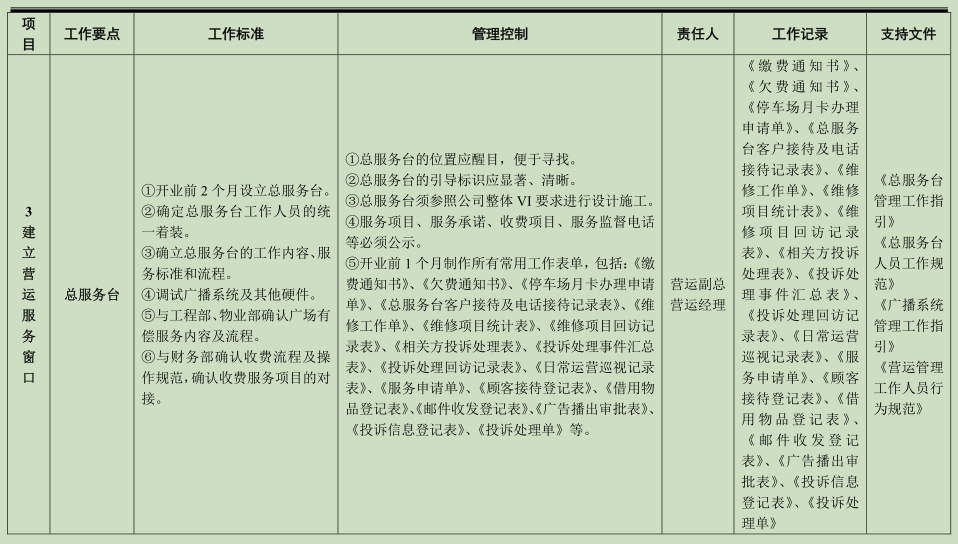 项目
工作要点
工作标准
管理控制
责任人
工作记录
支持文件
3
建
立
营
运
服
务
窗
口
总服务台
①开业前 2 个月设立总服务台。
②确定总服务台工作人员的统
一着装。
③确立总服务台的工作内容、服
务标准和流程。
④调试广播系统及其他硬件。
⑤与工程部、物业部确认广场有
偿服务内容及流程。
⑥与财务部确认收费流程及操
作规范,确认收费服务项目的对
接。
①总服务台的位置应醒目，便于寻找。
②总服务台的引导标识应显著、清晰。
③总服务台须参照公司整体 VI 要求进行设计施工。
④服务项目、服务承诺、收费项目、服务监督电话
等必须公示。
⑤开业前 1 个月制作所有常用工作表单，包括:《缴
费通知书》、《欠费通知书》、《停车场月卡办理申请
单》、《总服务台客户接待及电话接待记录表》、《维
修工作单》、《维修项目统计表》、《维修项目回访记
录表》、《相关方投诉处理表》、《投诉处理事件汇总
表》、《投诉处理回访记录表》、《日常运营巡视记录
表》、《服务申请单》、《顾客接待登记表》、《借用物
品登记表》、《邮件收发登记表》、《广告播出审批表》、
《投诉信息登记表》、《投诉处理单》等。
营运副总
营运经理
《缴费通知书》、
《欠费通知书》、
《停车场月卡办理
申请单》、《总服务
台客户接待及电话
接待记录表》、《维
修工作单》、《维修
项目统计表》、《维
修项目回访记录
表》、《相关方投诉
处理表》、《投诉处
理事件汇总表》、
《投诉处理回访记
录表》、《日常运营
巡视记录表》、《服
务申请单》、《顾客
接待登记表》、《借
用物品登记表》、
《邮件收发登记
表》、《广告播出审
批表》、《投诉信息
登记表》、《投诉处
理单》
《总服务台
管理工作指
引》
《总服务台
人员工作规
范》
《广播系统
管理工作指
引》
《营运管理
工作人员行
为规范》